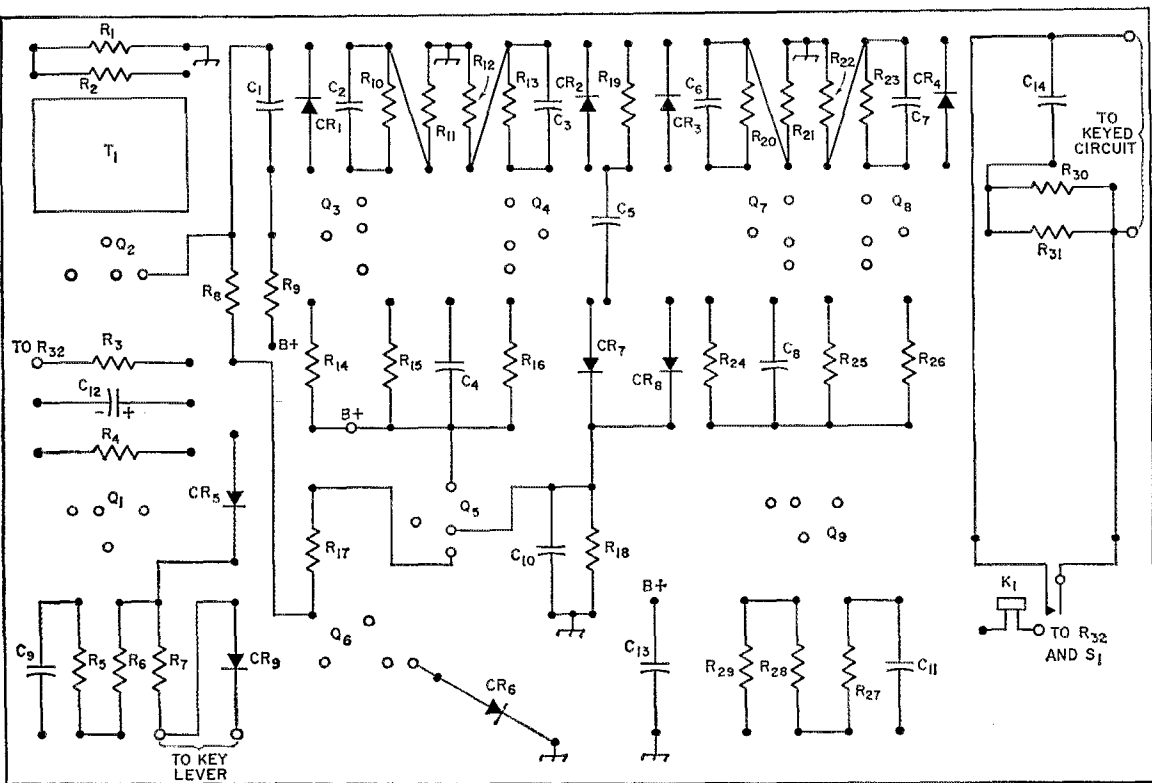 R1
R2
T1
Q2
C1
CR1
C2
R10
R11
R12
R13
C3
CR2
R19
CR3
C6
R20
R21
R22
R23
C7
CR4
C14
TO
KEYED
CIRCUIT
R30
R31
Q3
Q4
C5
Q7
Q8
R8
R9
B+
TO R32
R3
C12
- +
R4
Q1
CR5
R14
R15
C4
R16
CR7
CR8
R24
C8
R25
R26
B+
R17
Q5
C10
R18
Q9
C9
R5
R6
R7
CR9
TO KEY
LEVER
Q6
CR6
B+
C13
R29
R28
R27
C11
K1
TO R32
AND S1